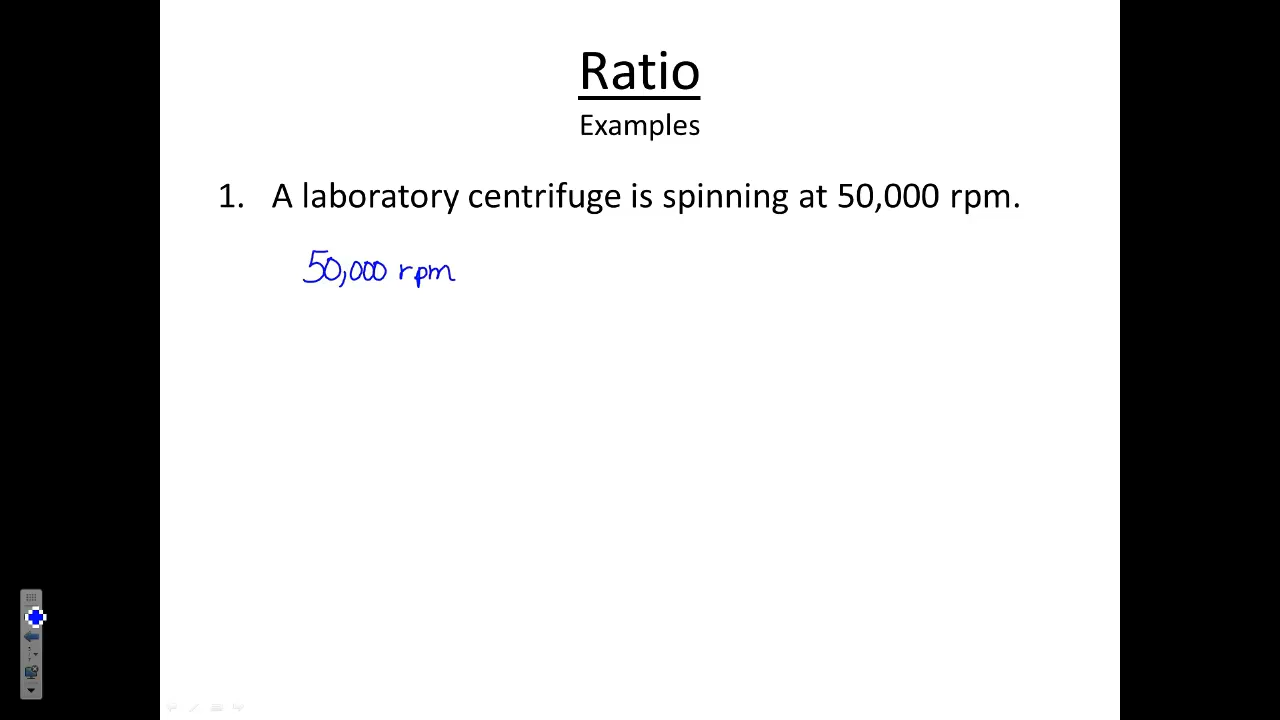 Ratio
Examples
1. A laboratory centrifuge is spinning at 50,000 rpm.
50,000 rpm